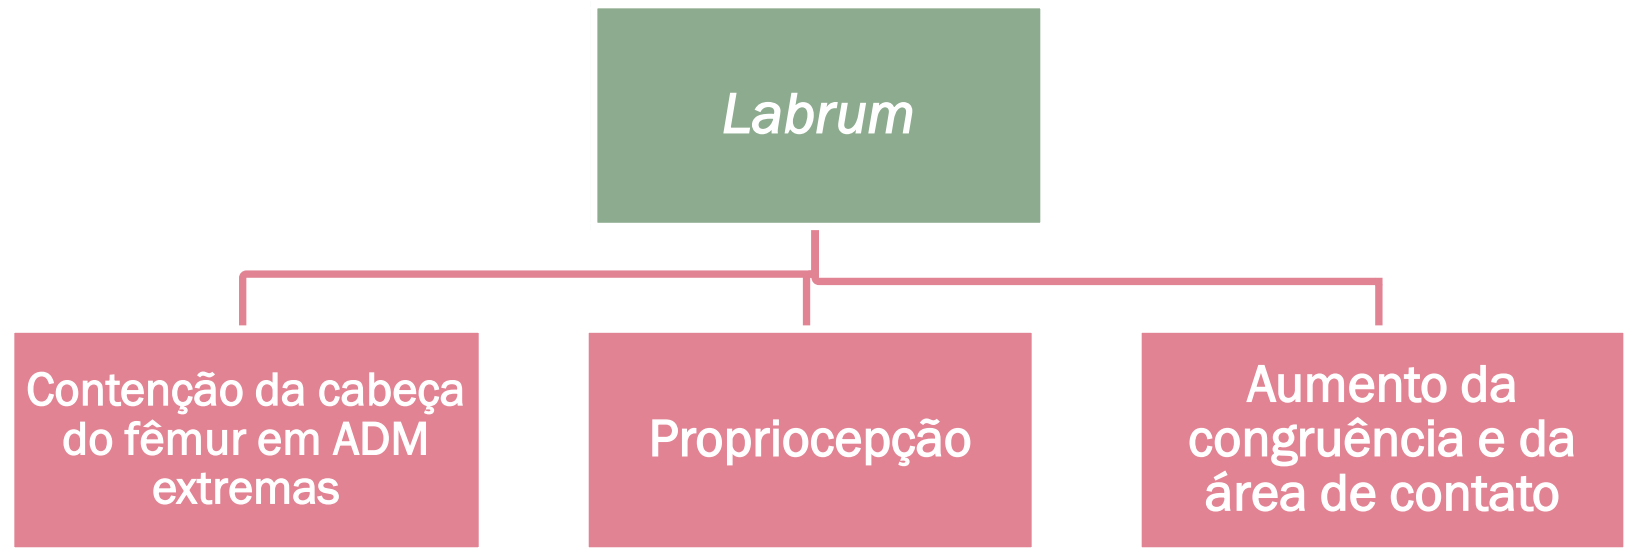 Labrum
Contenção da cabeça
do fêmur em ADM
extremas
Propriocepção
Aumento da
congruência e da
área de contato